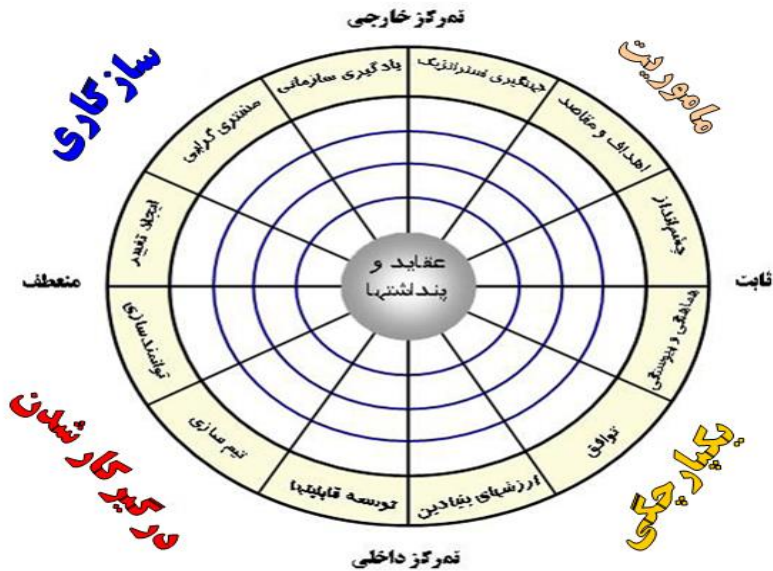 تمرکز خارجی
سازگاری
ماموریت
یادگیری سازمانی
جهتگیری استراتژیک
مشتری گرایی
اهداف و مقاصد
ایجاد تغییر
چشم‌انداز
عقاید و
پنداشتها
منعطف
ثابت
توانمندسازی
هماهنگی و پیوستگی
تیم سازی
توافق
توسعه قابلیتها
ارزشهای بنیادین
درگیر کار شدن
یکپارچگی
تمرکز داخلی